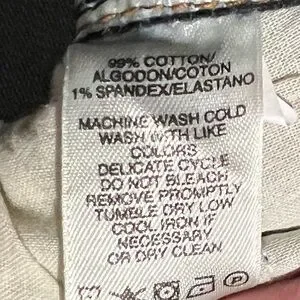 99% COTTON/
ALGODON/COTON
1% SPANDEX/ELASTANO
MACHINE WASH COLD
WASH WITH LIKE
COLORS
DELICATE CYCLE
DO NOT BLEACH
REMOVE PROMPTLY
TUMBLE DRY LOW
COOL IRON IF
NECESSARY
OR DRY CLEAN
P